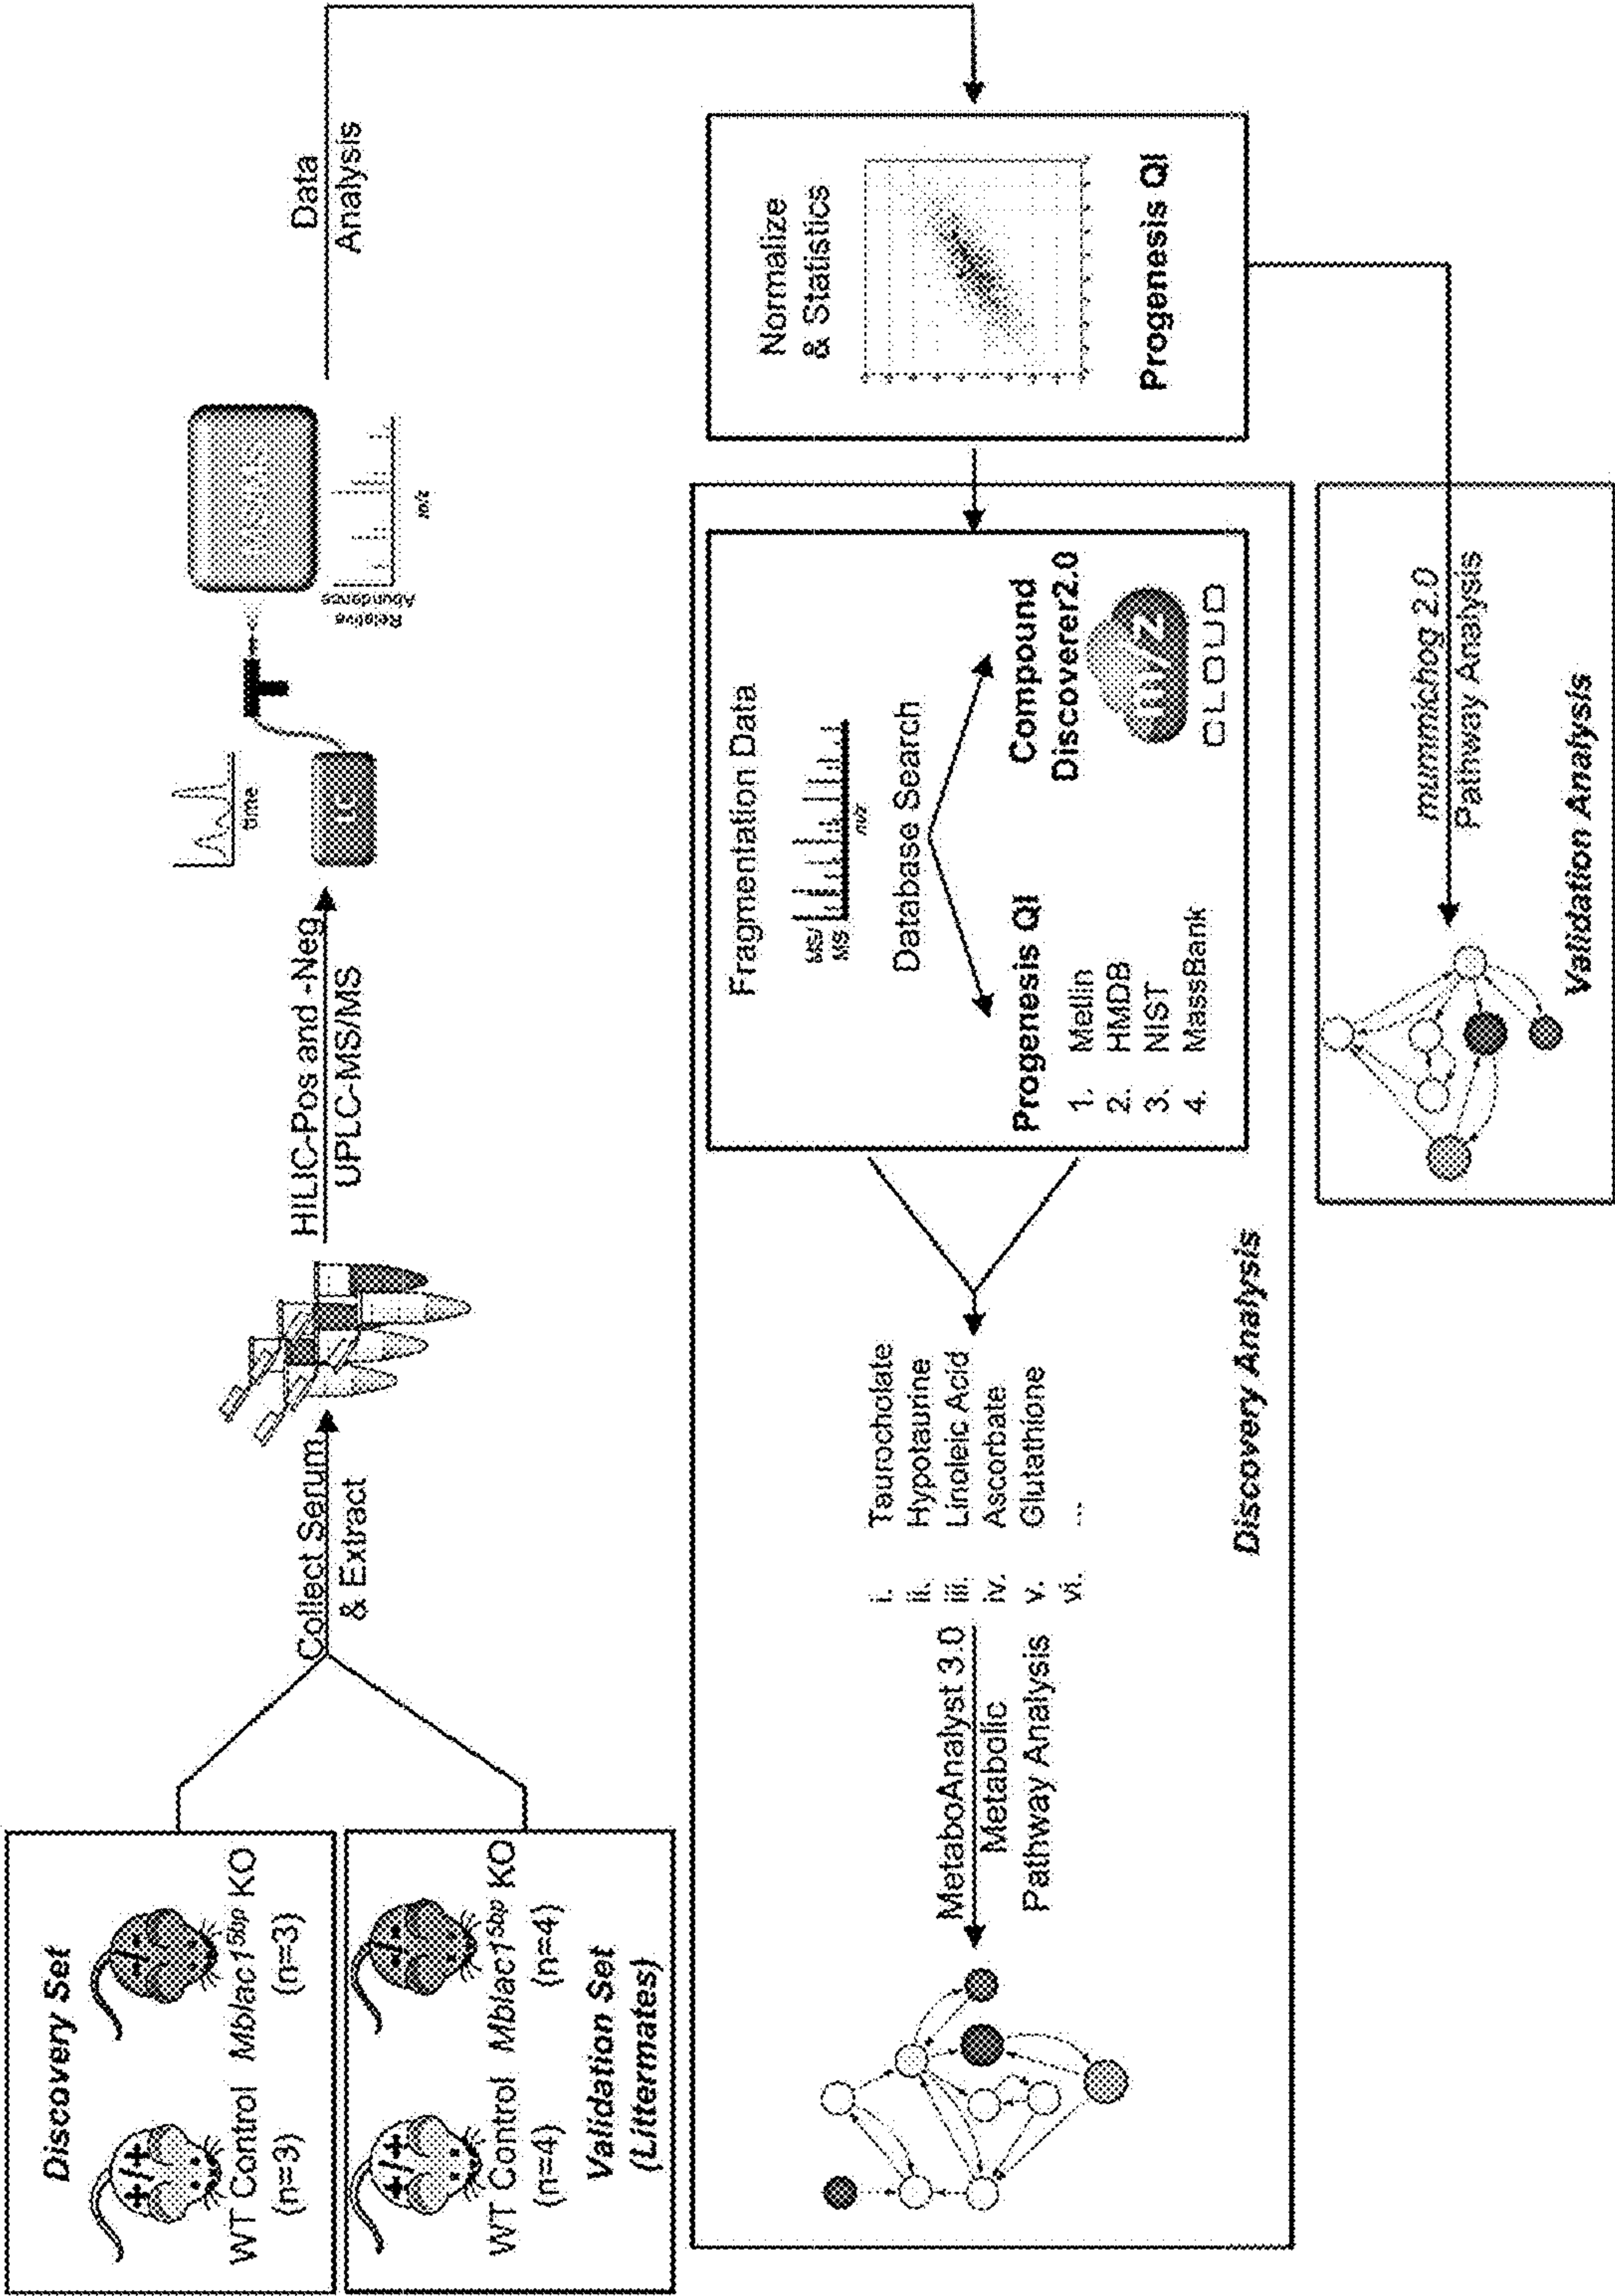 Discovery Set
WT Control
(n=3)
Mblac1⁵ᵇᵖ KO
(n=3)
WT Control
(n=4)
Mblac1⁵ᵇᵖ KO
(n=4)
Validation Set
(Littermates)
Collect Serum
& Extract
HILIC-Pos and -Neg
UPLC-MS/MS
time
LC
Relative
Abundance
m/z
Data
Analysis
Normalize
& Statistics
Progenesis QI
Fragmentation Data
MS/
MS
m/z
Database Search
Progenesis QI
1. Metlin
2. HMDB
3. NIST
4. MassBank
Compound
Discoverer2.0
m/z
CLOUD
i. Taurocholate
ii. Hypotaurine
iii. Linoleic Acid
iv. Ascorbate
v. Glutathione
vi. ...
MetaboAnalyst 3.0
Metabolic
Pathway Analysis
Discovery Analysis
mummichog 2.0
Pathway Analysis
Validation Analysis